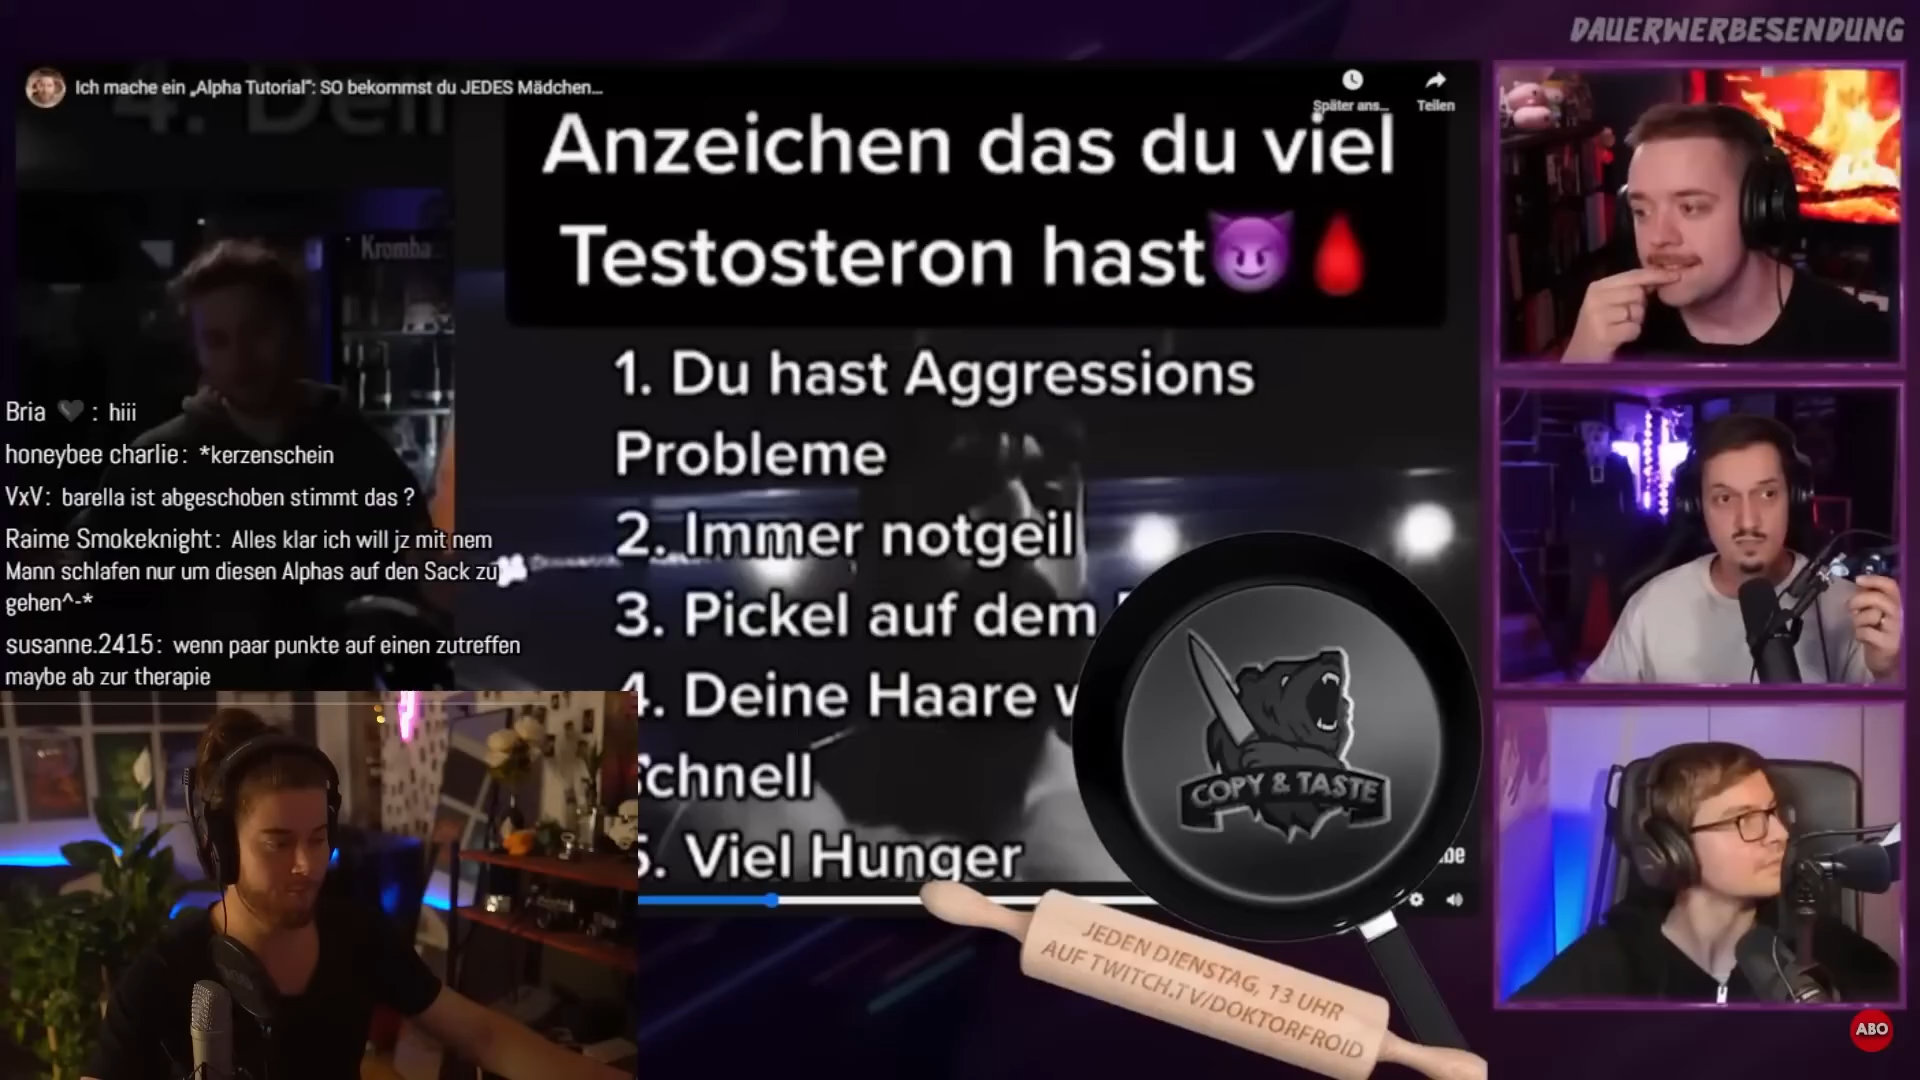 DAUERWERBESENDUNG
Ich mache ein „Alpha Tutorial": SO bekommst du JEDES Mädchen...
Später ans...
Teilen
4.
Kromba
Anzeichen das du viel
Testosteron hast😈🩸
1. Du hast Aggressions
Probleme
2. Immer notgeil
3. Pickel auf dem
4. Deine Haare
schnell
5. Viel Hunger
Bria 🖤: hiii
honeybee charlie: *kerzenschein
VxV: barella ist abgeschoben stimmt das ?
Raime Smokeknight: Alles klar ich will jz mit nem
Mann schlafen nur um diesen Alphas auf den Sack zu
gehen^-*
susanne.2415: wenn paar punkte auf einen zutreffen
maybe ab zur therapie
COPY & TASTE
JEDEN DIENSTAG, 13 UHR
AUF TWITCH.TV/DOKTORFROID
ABO